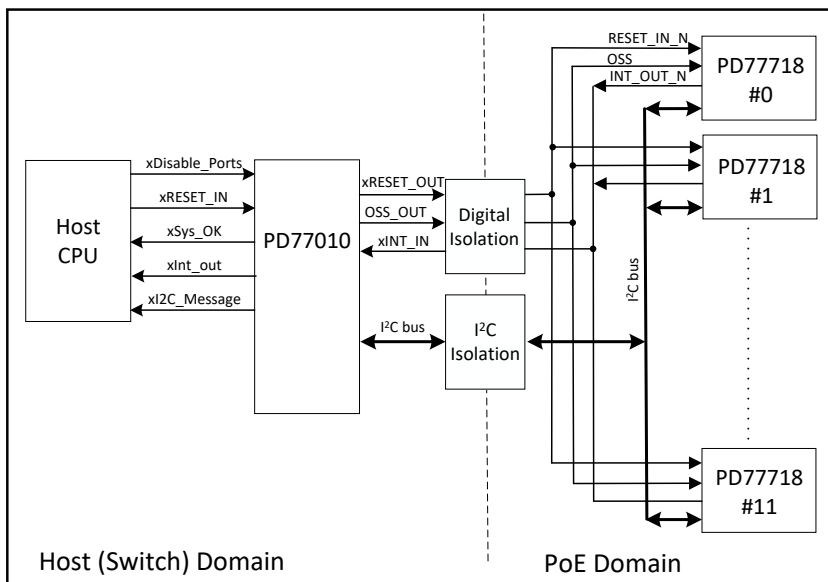 RESET_IN_N
OSS
INT_OUT_N
PD77718
#0
xDisable_Ports
xRESET_IN
xSys_OK
xInt_out
xI2C_Message
Host
CPU
PD77010
xRESET_OUT
OSS_OUT
xINT_IN
Digital
Isolation
PD77718
#1
I²C bus
I²C
Isolation
I²C bus
PD77718
#11
Host (Switch) Domain
PoE Domain